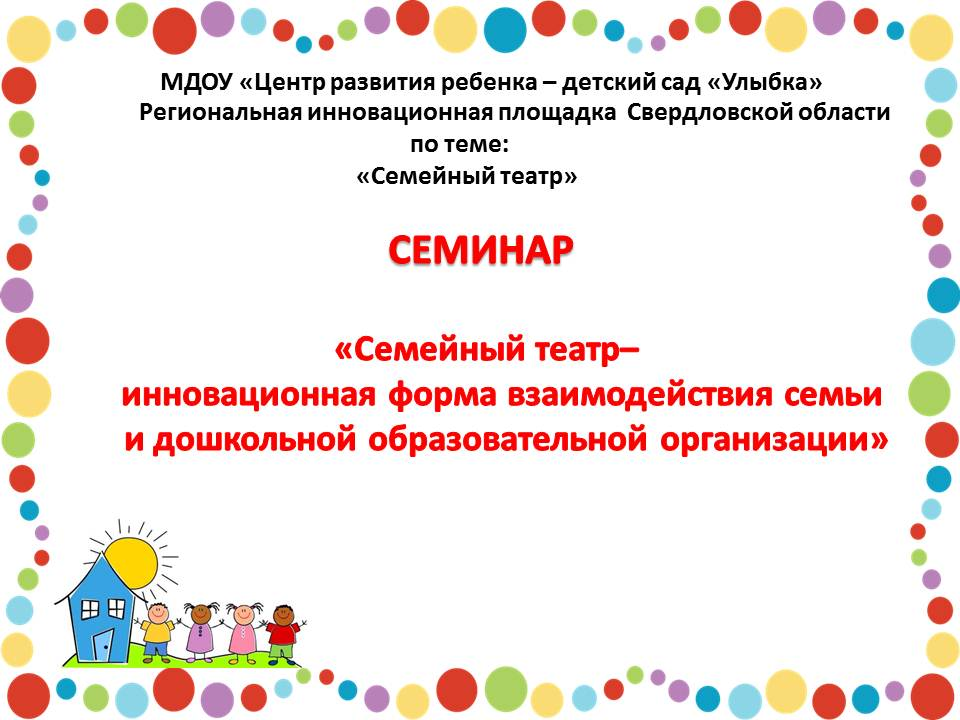 МДОУ «Центр развития ребенка – детский сад «Улыбка»
Региональная инновационная площадка Свердловской области
по теме:
«Семейный театр»
СЕМИНАР
«Семейный театр–
инновационная форма взаимодействия семьи
и дошкольной образовательной организации»